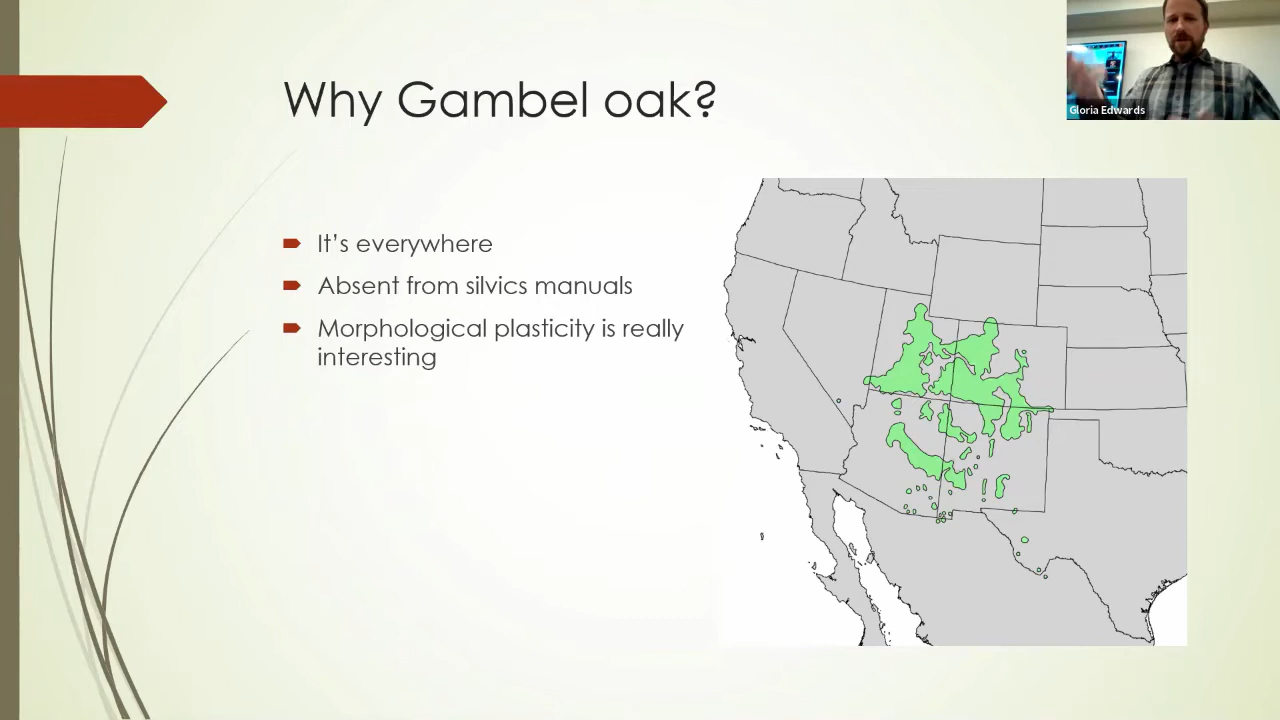 Why Gambel oak?
Gloria Edwards
It's everywhere
Absent from silvics manuals
Morphological plasticity is really
interesting